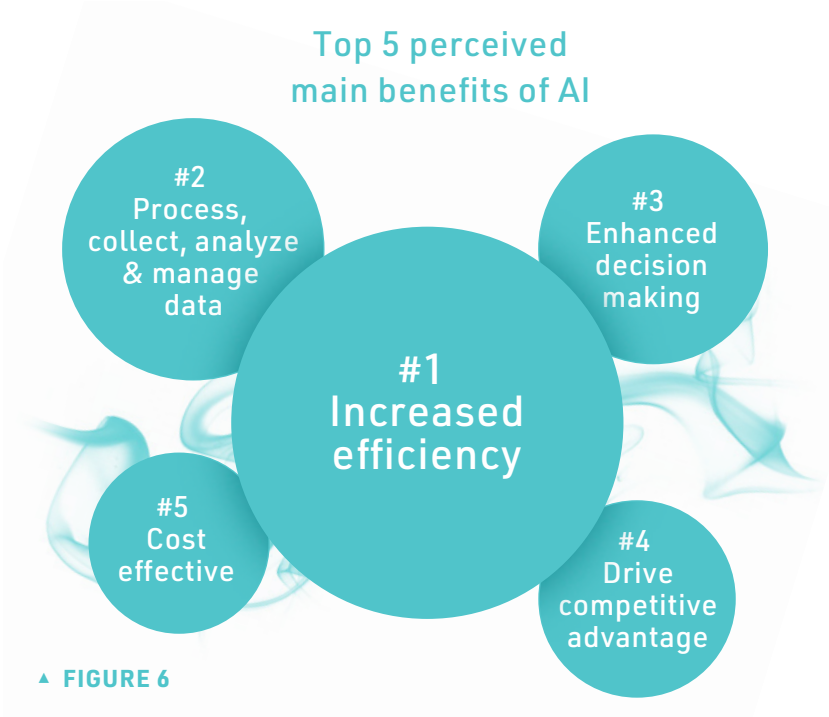 Top 5 perceived
main benefits of AI
#2
Process,
collect, analyze
& manage
data
#3
Enhanced
decision
making
#1
Increased
efficiency
#5
Cost
effective
#4
Drive
competitive
advantage
▲ FIGURE 6